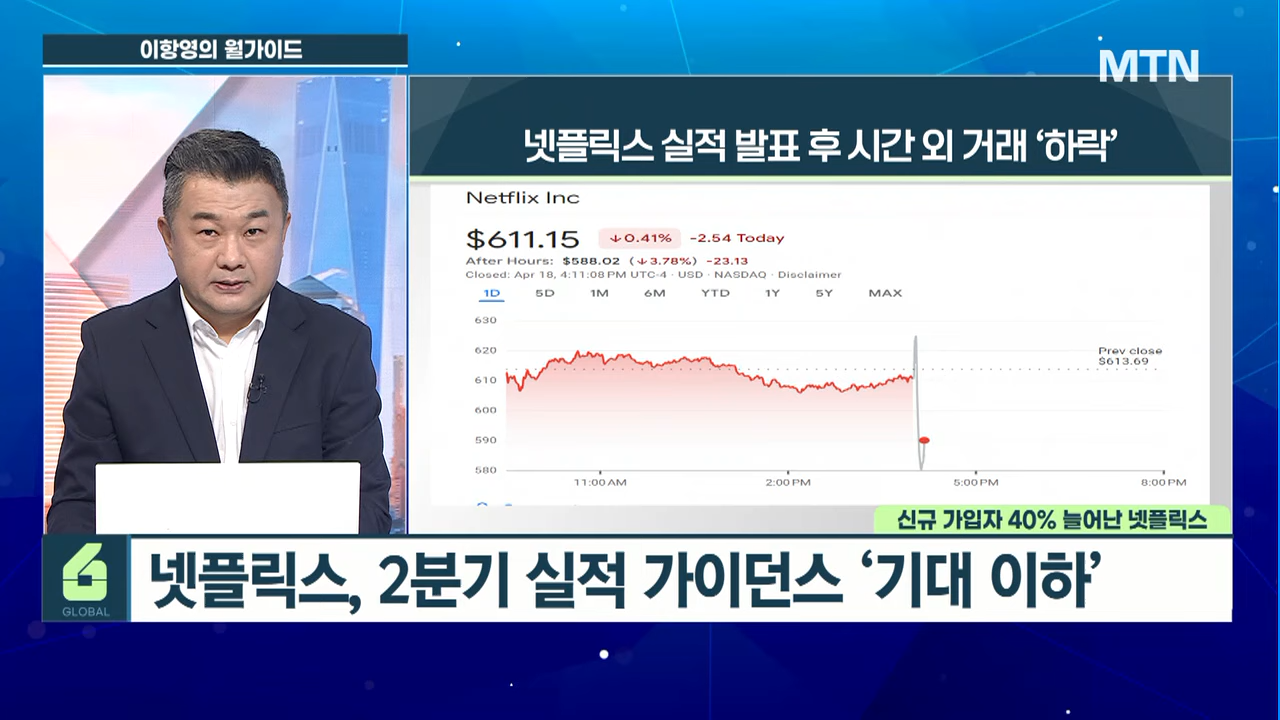 이항영의 월가이드
MTN
넷플릭스 실적 발표 후 시간 외 거래 ‘하락’
Netflix Inc
$611.15 ↓0.41% -2.54 Today
After Hours: $588.02 (↓3.78%) -23.13
Closed: Apr 18, 4:11:08 PM UTC-4 · USD · NASDAQ · Disclaimer
1D 5D 1M 6M YTD 1Y 5Y MAX
630
620
610
600
590
580
Prev close
$613.69
11:00 AM 2:00 PM 5:00 PM 8:00 PM
신규 가입자 40% 늘어난 넷플릭스
6
GLOBAL
넷플릭스, 2분기 실적 가이던스 ‘기대 이하’